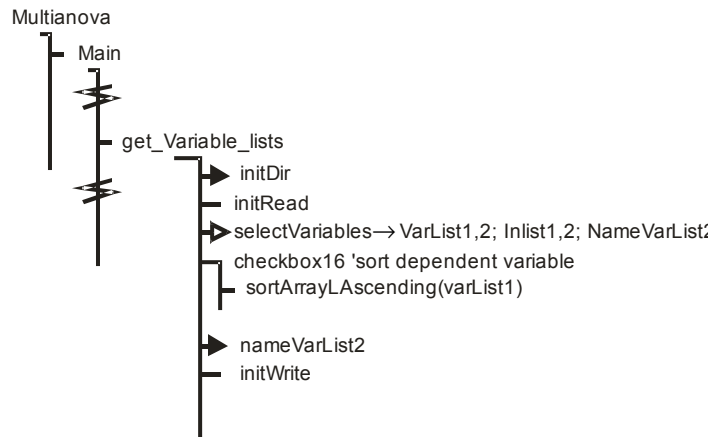 Multianova
Main
get_Variable_lists
initDir
initRead
selectVariables→ VarList1,2; Inlist1,2; NameVarList2
checkbox16 'sort dependent variable
sortArrayLAscending(varList1)
nameVarList2
initWrite